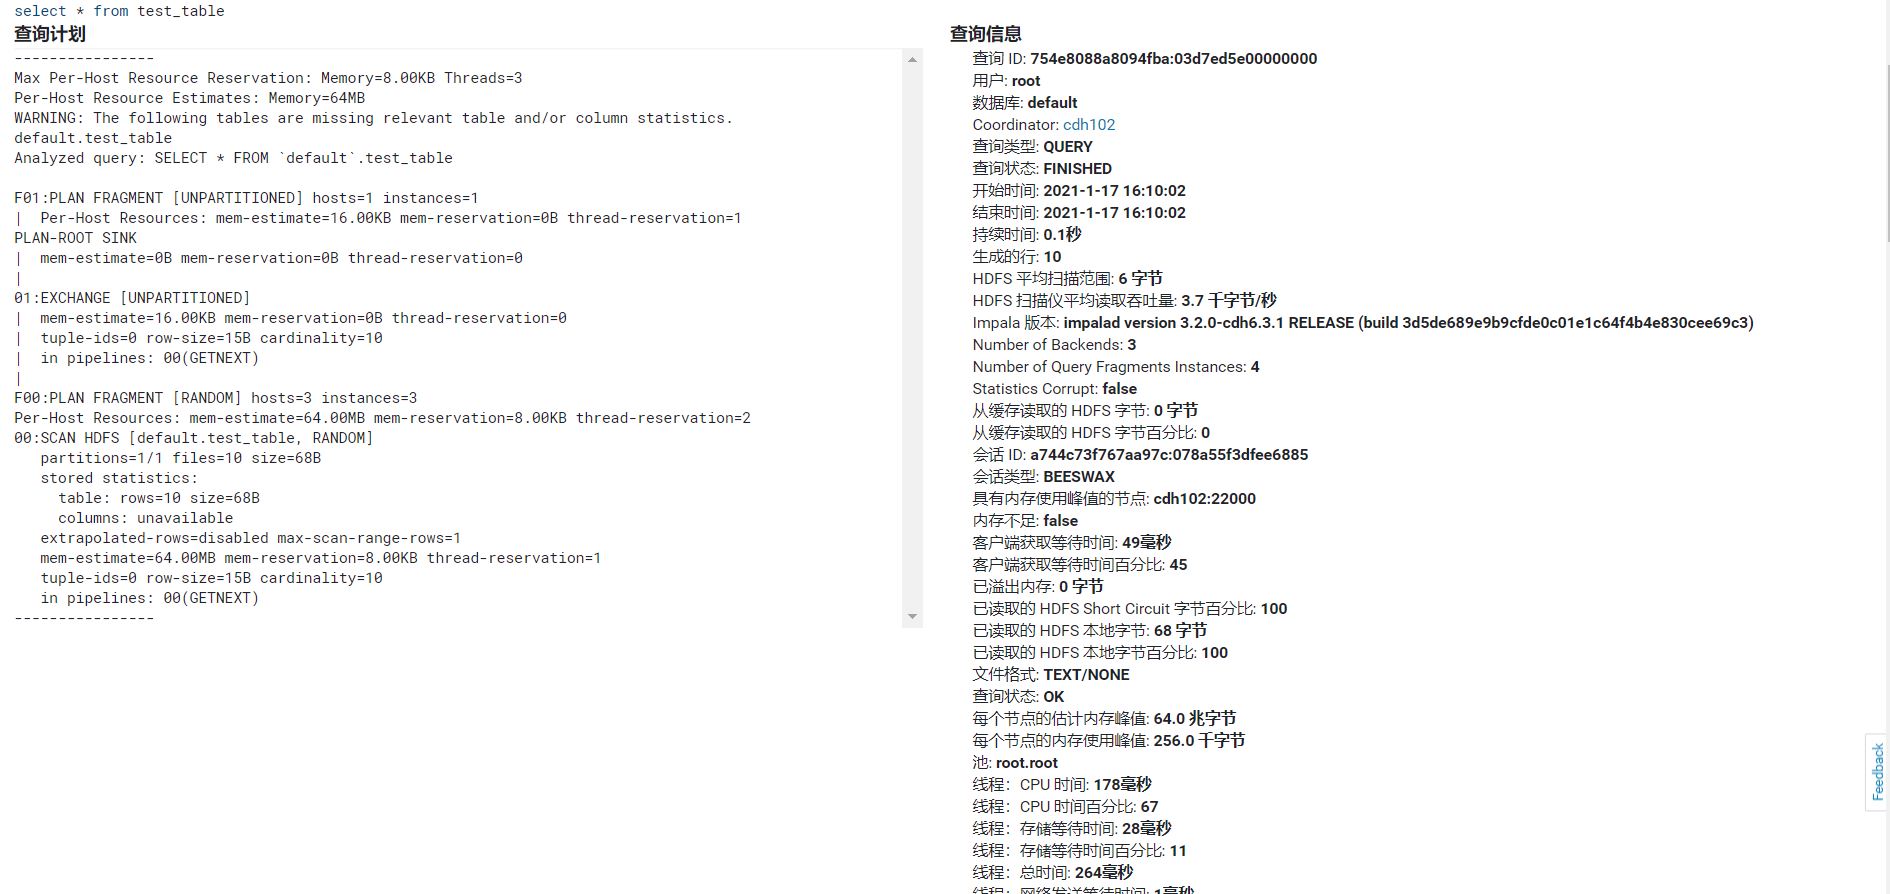 select * from test_table
查询计划
----------------
Max Per-Host Resource Reservation: Memory=8.00KB Threads=3
Per-Host Resource Estimates: Memory=64MB
WARNING: The following tables are missing relevant table and/or column statistics.
default.test_table
Analyzed query: SELECT * FROM `default`.test_table
F01:PLAN FRAGMENT [UNPARTITIONED] hosts=1 instances=1
|  Per-Host Resources: mem-estimate=16.00KB mem-reservation=0B thread-reservation=1
PLAN-ROOT SINK
|  mem-estimate=0B mem-reservation=0B thread-reservation=0
|
01:EXCHANGE [UNPARTITIONED]
|  mem-estimate=16.00KB mem-reservation=0B thread-reservation=0
|  tuple-ids=0 row-size=15B cardinality=10
|  in pipelines: 00(GETNEXT)
|
F00:PLAN FRAGMENT [RANDOM] hosts=3 instances=3
Per-Host Resources: mem-estimate=64.00MB mem-reservation=8.00KB thread-reservation=2
00:SCAN HDFS [default.test_table, RANDOM]
   partitions=1/1 files=10 size=68B
   stored statistics:
     table: rows=10 size=68B
     columns: unavailable
   extrapolated-rows=disabled max-scan-range-rows=1
   mem-estimate=64.00MB mem-reservation=8.00KB thread-reservation=1
   tuple-ids=0 row-size=15B cardinality=10
   in pipelines: 00(GETNEXT)
----------------
查询信息
查询 ID: 754e8088a8094fba:03d7ed5e00000000
用户: root
数据库: default
Coordinator: cdh102
查询类型: QUERY
查询状态: FINISHED
开始时间: 2021-1-17 16:10:02
结束时间: 2021-1-17 16:10:02
持续时间: 0.1秒
生成的行: 10
HDFS 平均扫描范围: 6 字节
HDFS 扫描仪平均读取吞吐量: 3.7 千字节/秒
Impala 版本: impalad version 3.2.0-cdh6.3.1 RELEASE (build 3d5de689e9b9cfde0c01e1c64f4b4e830cee69c3)
Number of Backends: 3
Number of Query Fragments Instances: 4
Statistics Corrupt: false
从缓存读取的 HDFS 字节: 0 字节
从缓存读取的 HDFS 字节百分比: 0
会话 ID: a744c73f767aa97c:078a55f3dfee6885
会话类型: BEESWAX
具有内存使用峰值的节点: cdh102:22000
内存不足: false
客户端获取等待时间: 49毫秒
客户端获取等待时间百分比: 45
已溢出内存: 0 字节
已读取的 HDFS Short Circuit 字节百分比: 100
已读取的 HDFS 本地字节: 68 字节
已读取的 HDFS 本地字节百分比: 100
文件格式: TEXT/NONE
查询状态: OK
每个节点的估计内存峰值: 64.0 兆字节
每个节点的内存使用峰值: 256.0 千字节
池: root.root
线程：CPU 时间: 178毫秒
线程：CPU 时间百分比: 67
线程：存储等待时间: 28毫秒
线程：存储等待时间百分比: 11
线程：总时间: 264毫秒
线程：网络发送等待时间: 1毫秒
Feedback